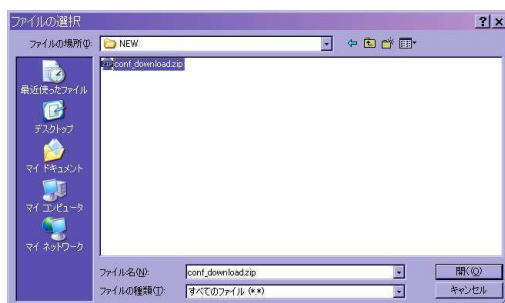 ファイルの選択
ファイルの場所(I):
NEW
conf_download.zip
最近使ったファイル
デスクトップ
マイ ドキュメント
マイ コンピュータ
マイ ネットワーク
ファイル名(N):
conf_download.zip
開く(O)
ファイルの種類(T):
すべてのファイル (*.*)
キャンセル